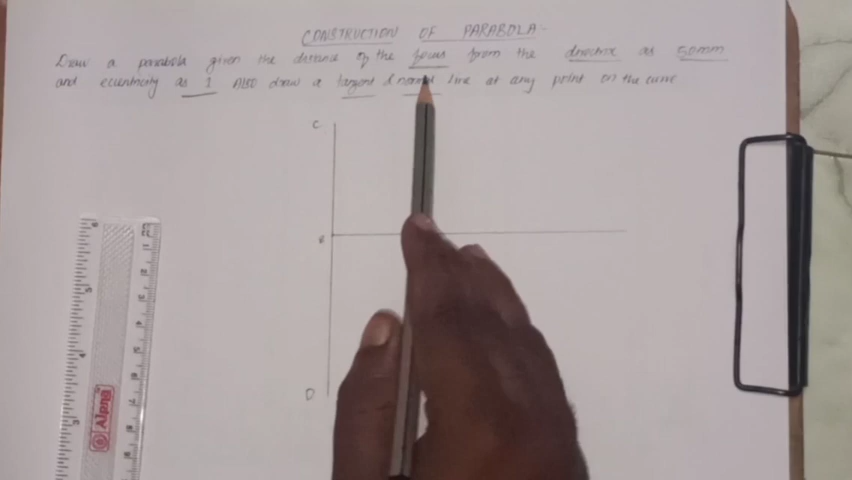 CONSTRUCTION OF PARABOLA-
Draw a parabola given the distance of the focus from the directrix as 50mm
and eccentricity as 1 Also draw a tangent & normal line at any point on the curve
C
B
D
Alpha